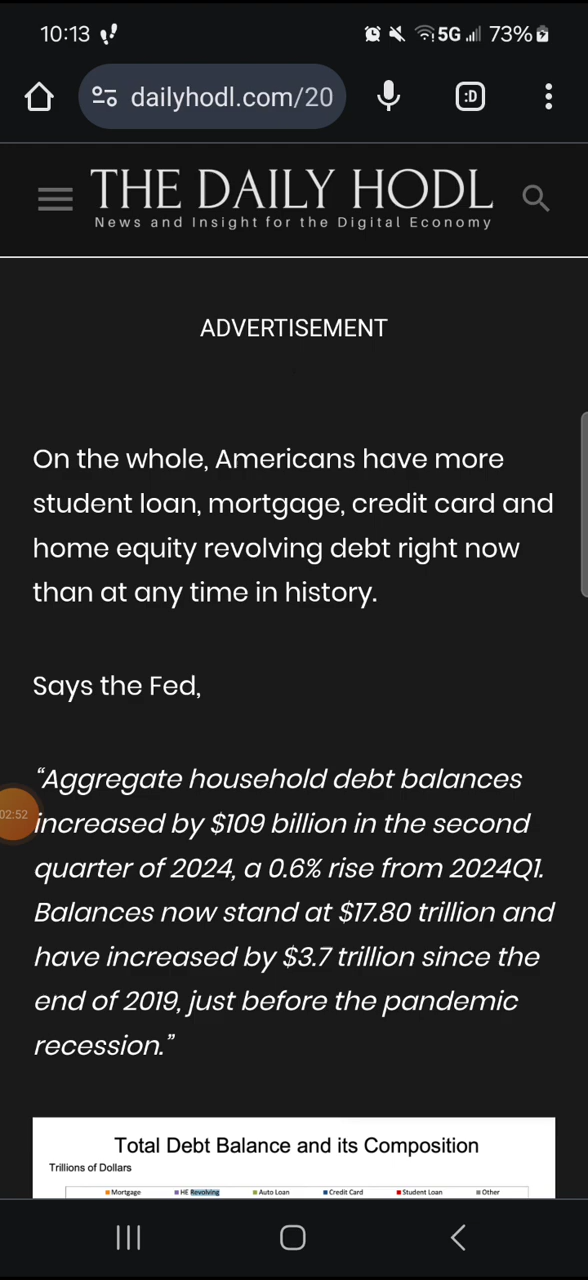 10:13
5G 73%
dailyhodl.com/20
:D
THE DAILY HODL
News and Insight for the Digital Economy
ADVERTISEMENT
On the whole, Americans have more
student loan, mortgage, credit card and
home equity revolving debt right now
than at any time in history.
Says the Fed,
“Aggregate household debt balances
increased by $109 billion in the second
quarter of 2024, a 0.6% rise from 2024Q1.
Balances now stand at $17.80 trillion and
have increased by $3.7 trillion since the
end of 2019, just before the pandemic
recession.”
02:52
Total Debt Balance and its Composition
Trillions of Dollars
Mortgage HE Revolving Auto Loan Credit Card Student Loan Other